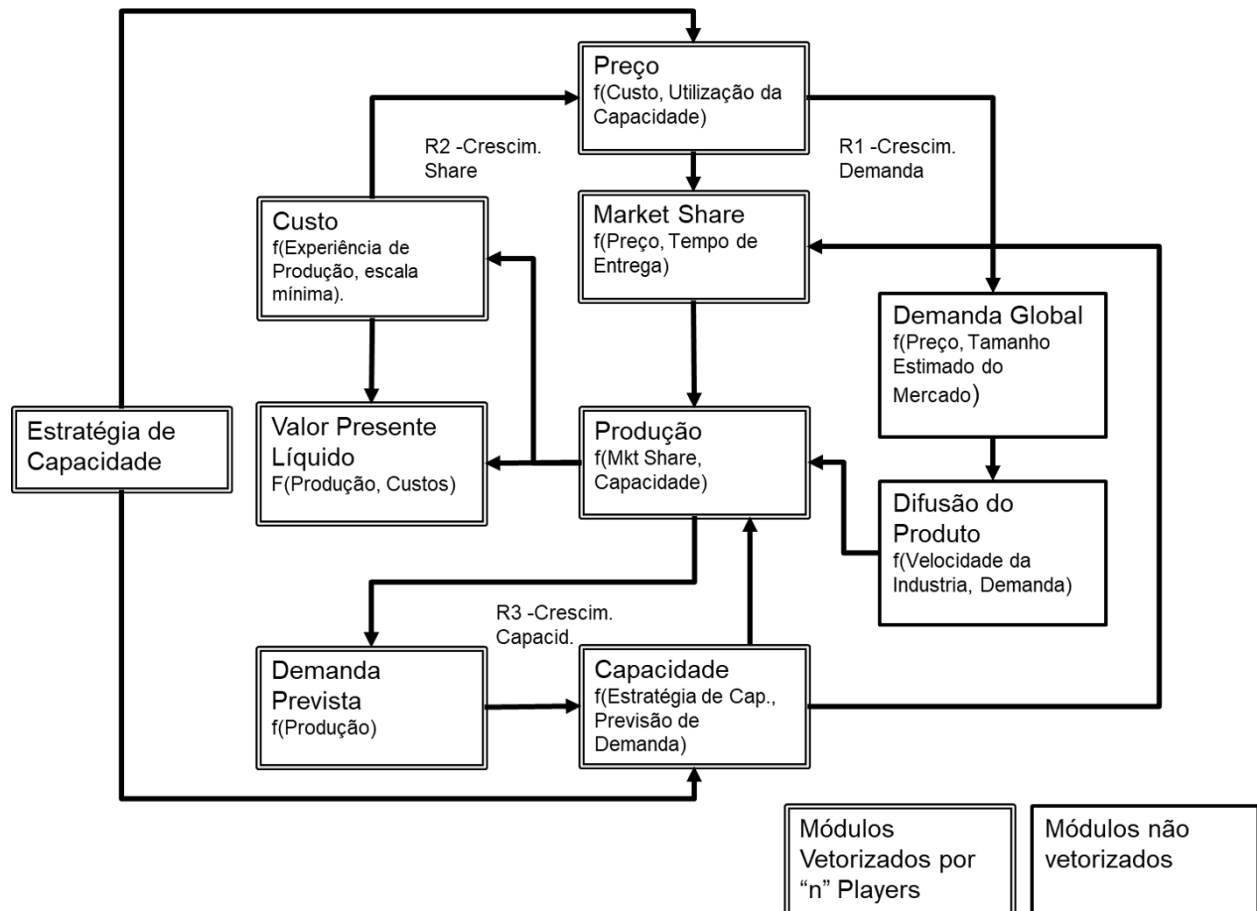 Preço
f(Custo, Utilização da
Capacidade)
R2 -Crescim.
Share
R1 -Crescim.
Demanda
Custo
f(Experiência de
Produção, escala
mínima).
Market Share
f(Preço, Tempo de
Entrega)
Demanda Global
f(Preço, Tamanho
Estimado do
Mercado)
Estratégia de
Capacidade
Valor Presente
Líquido
F(Produção, Custos)
Produção
f(Mkt Share,
Capacidade)
Difusão do
Produto
f(Velocidade da
Industria, Demanda)
R3 -Crescim.
Capacid.
Demanda
Prevista
f(Produção)
Capacidade
f(Estratégia de Cap.,
Previsão de
Demanda)
Módulos
Vetorizados por
“n” Players
Módulos não
vetorizados